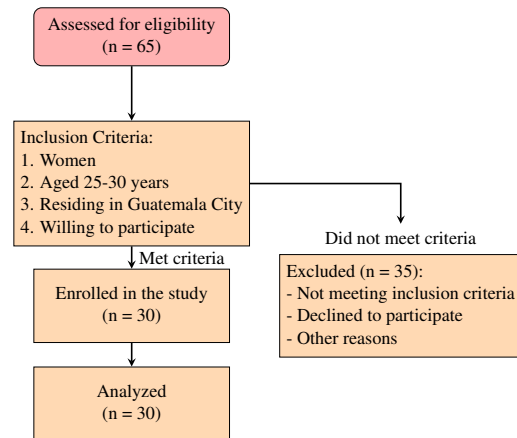 Assessed for eligibility
(n = 65)
Inclusion Criteria:
1. Women
2. Aged 25-30 years
3. Residing in Guatemala City
4. Willing to participate
Did not meet criteria
Met criteria
Excluded (n = 35):
- Not meeting inclusion criteria
- Declined to participate
- Other reasons
Enrolled in the study
(n = 30)
Analyzed
(n = 30)